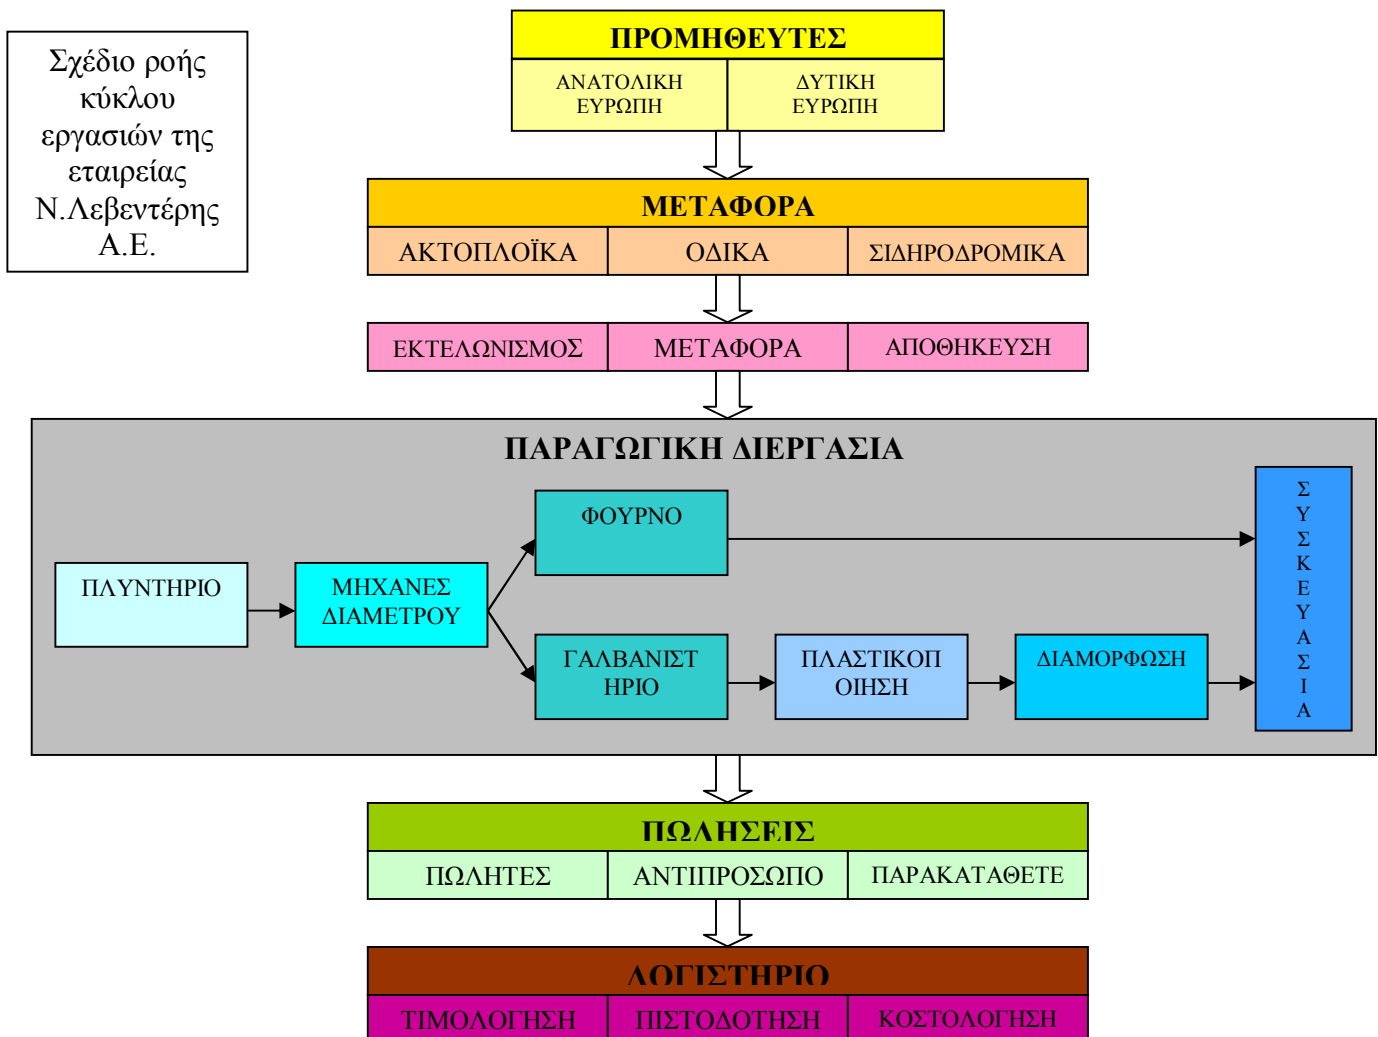 Σχέδιο ροής
κύκλου
εργασιών της
εταιρείας
Ν.Λεβεντέρης
Α.Ε.
ΠΡΟΜΗΘΕΥΤΕΣ
ΑΝΑΤΟΛΙΚΗ
ΕΥΡΩΠΗ
ΔΥΤΙΚΗ
ΕΥΡΩΠΗ
ΜΕΤΑΦΟΡΑ
ΑΚΤΟΠΛΟΪΚΑ
ΟΔΙΚΑ
ΣΙΔΗΡΟΔΡΟΜΙΚΑ
ΕΚΤΕΛΩΝΙΣΜΟΣ
ΜΕΤΑΦΟΡΑ
ΑΠΟΘΗΚΕΥΣΗ
ΠΑΡΑΓΩΓΙΚΗ ΔΙΕΡΓΑΣΙΑ
ΠΛΥΝΤΗΡΙΟ
ΜΗΧΑΝΕΣ
ΔΙΑΜΕΤΡΟΥ
ΦΟΥΡΝΟ
ΓΑΛΒΑΝΙΣΤ
ΗΡΙΟ
ΠΛΑΣΤΙΚΟΠ
ΟΙΗΣΗ
ΔΙΑΜΟΡΦΩΣΗ
Σ
Υ
Σ
Κ
Ε
Υ
Α
Σ
Ι
Α
ΠΩΛΗΣΕΙΣ
ΠΩΛΗΤΕΣ
ΑΝΤΙΠΡΟΣΩΠΟ
ΠΑΡΑΚΑΤΑΘΕΤΕ
ΛΟΓΙΣΤΗΡΙΟ
ΤΙΜΟΛΟΓΗΣΗ
ΠΙΣΤΟΔΟΤΗΣΗ
ΚΟΣΤΟΛΟΓΗΣΗ